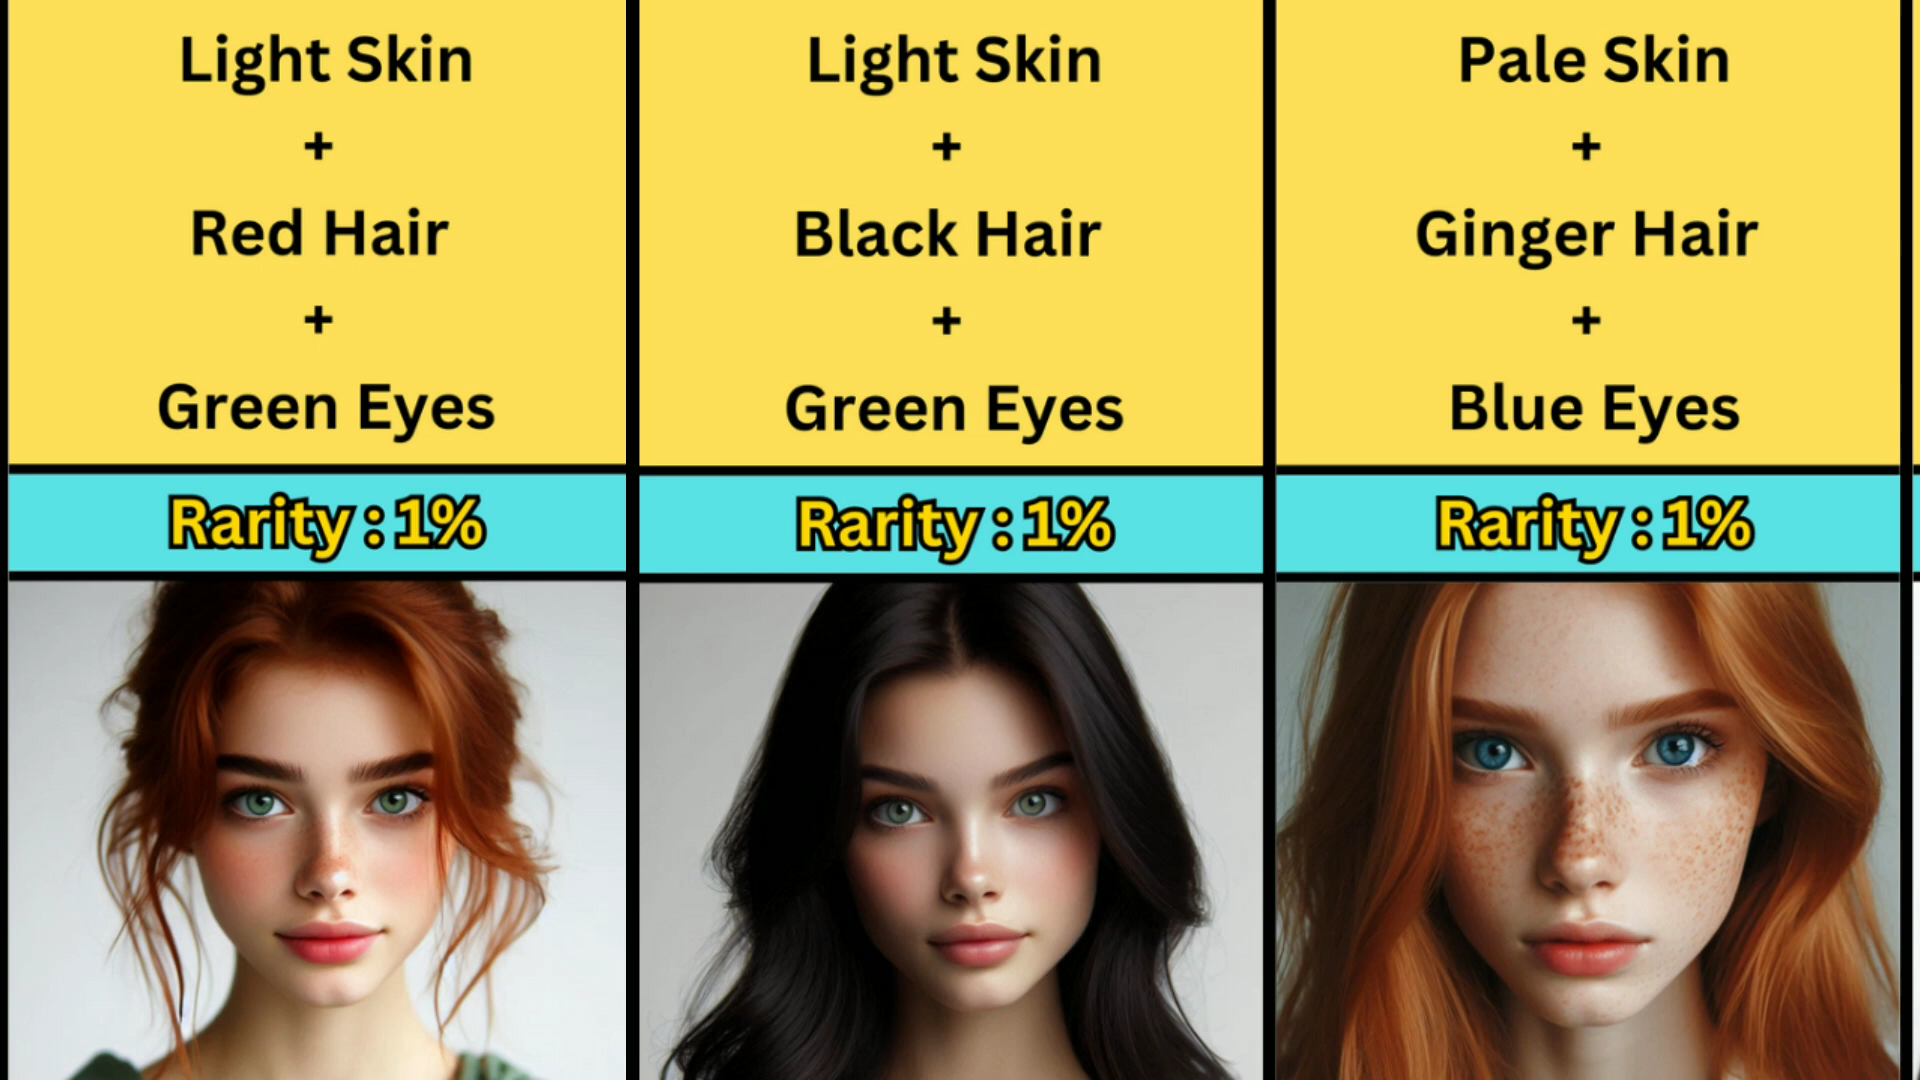 Light Skin
+
Red Hair
+
Green Eyes
Rarity : 1%
Light Skin
+
Black Hair
+
Green Eyes
Rarity : 1%
Pale Skin
+
Ginger Hair
+
Blue Eyes
Rarity : 1%